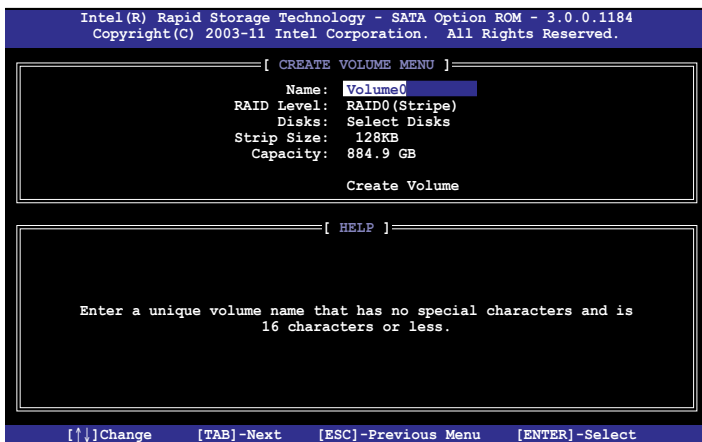 Intel(R) Rapid Storage Technology - SATA Option ROM - 3.0.0.1184
Copyright(C) 2003-11 Intel Corporation.  All Rights Reserved.
[ CREATE VOLUME MENU ]
Name: Volume0
RAID Level: RAID0(Stripe)
Disks: Select Disks
Strip Size: 128KB
Capacity: 884.9 GB
Create Volume
[ HELP ]
Enter a unique volume name that has no special characters and is
16 characters or less.
[↑↓]Change [TAB]-Next [ESC]-Previous Menu [ENTER]-Select